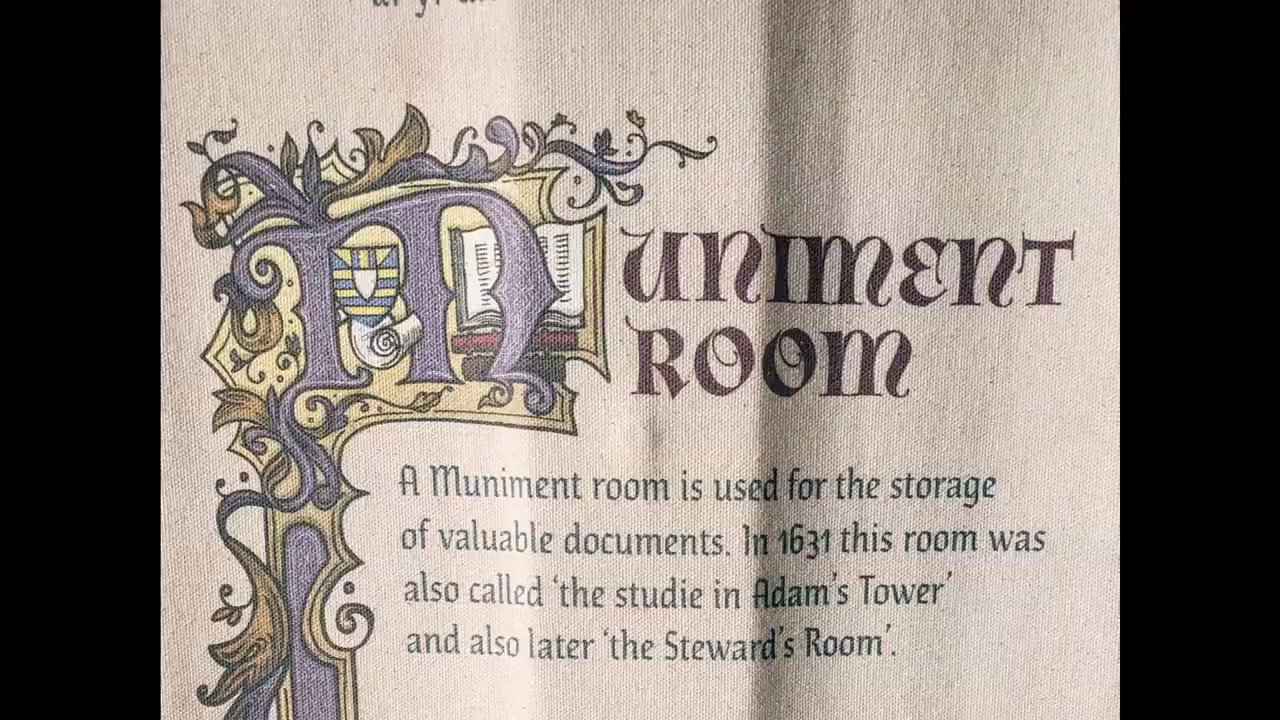 MUNIMENT
ROOM
A Muniment room is used for the storage
of valuable documents. In 1631 this room was
also called ‘the studie in Adam’s Tower’
and also later ‘the Steward’s Room’.